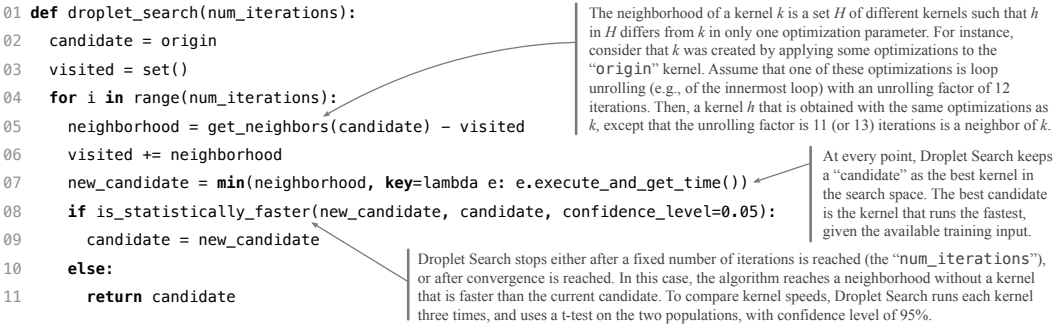 01 def droplet_search(num_iterations):
02 candidate = origin
03 visited = set()
04 for i in range(num_iterations):
05 neighborhood = get_neighbors(candidate) – visited
06 visited += neighborhood
07 new_candidate = min(neighborhood, key=lambda e: e.execute_and_get_time())
08 if is_statistically_faster(new_candidate, candidate, confidence_level=0.05):
09 candidate = new_candidate
10 else:
11 return candidate
The neighborhood of a kernel k is a set H of different kernels such that h
in H differs from k in only one optimization parameter. For instance,
consider that k was created by applying some optimizations to the
“origin” kernel. Assume that one of these optimizations is loop
unrolling (e.g., of the innermost loop) with an unrolling factor of 12
iterations. Then, a kernel h that is obtained with the same optimizations as
k, except that the unrolling factor is 11 (or 13) iterations is a neighbor of k.
At every point, Droplet Search keeps
a “candidate” as the best kernel in
the search space. The best candidate
is the kernel that runs the fastest,
given the available training input.
Droplet Search stops either after a fixed number of iterations is reached (the “num_iterations”),
or after convergence is reached. In this case, the algorithm reaches a neighborhood without a kernel
that is faster than the current candidate. To compare kernel speeds, Droplet Search runs each kernel
three times, and uses a t-test on the two populations, with confidence level of 95%.